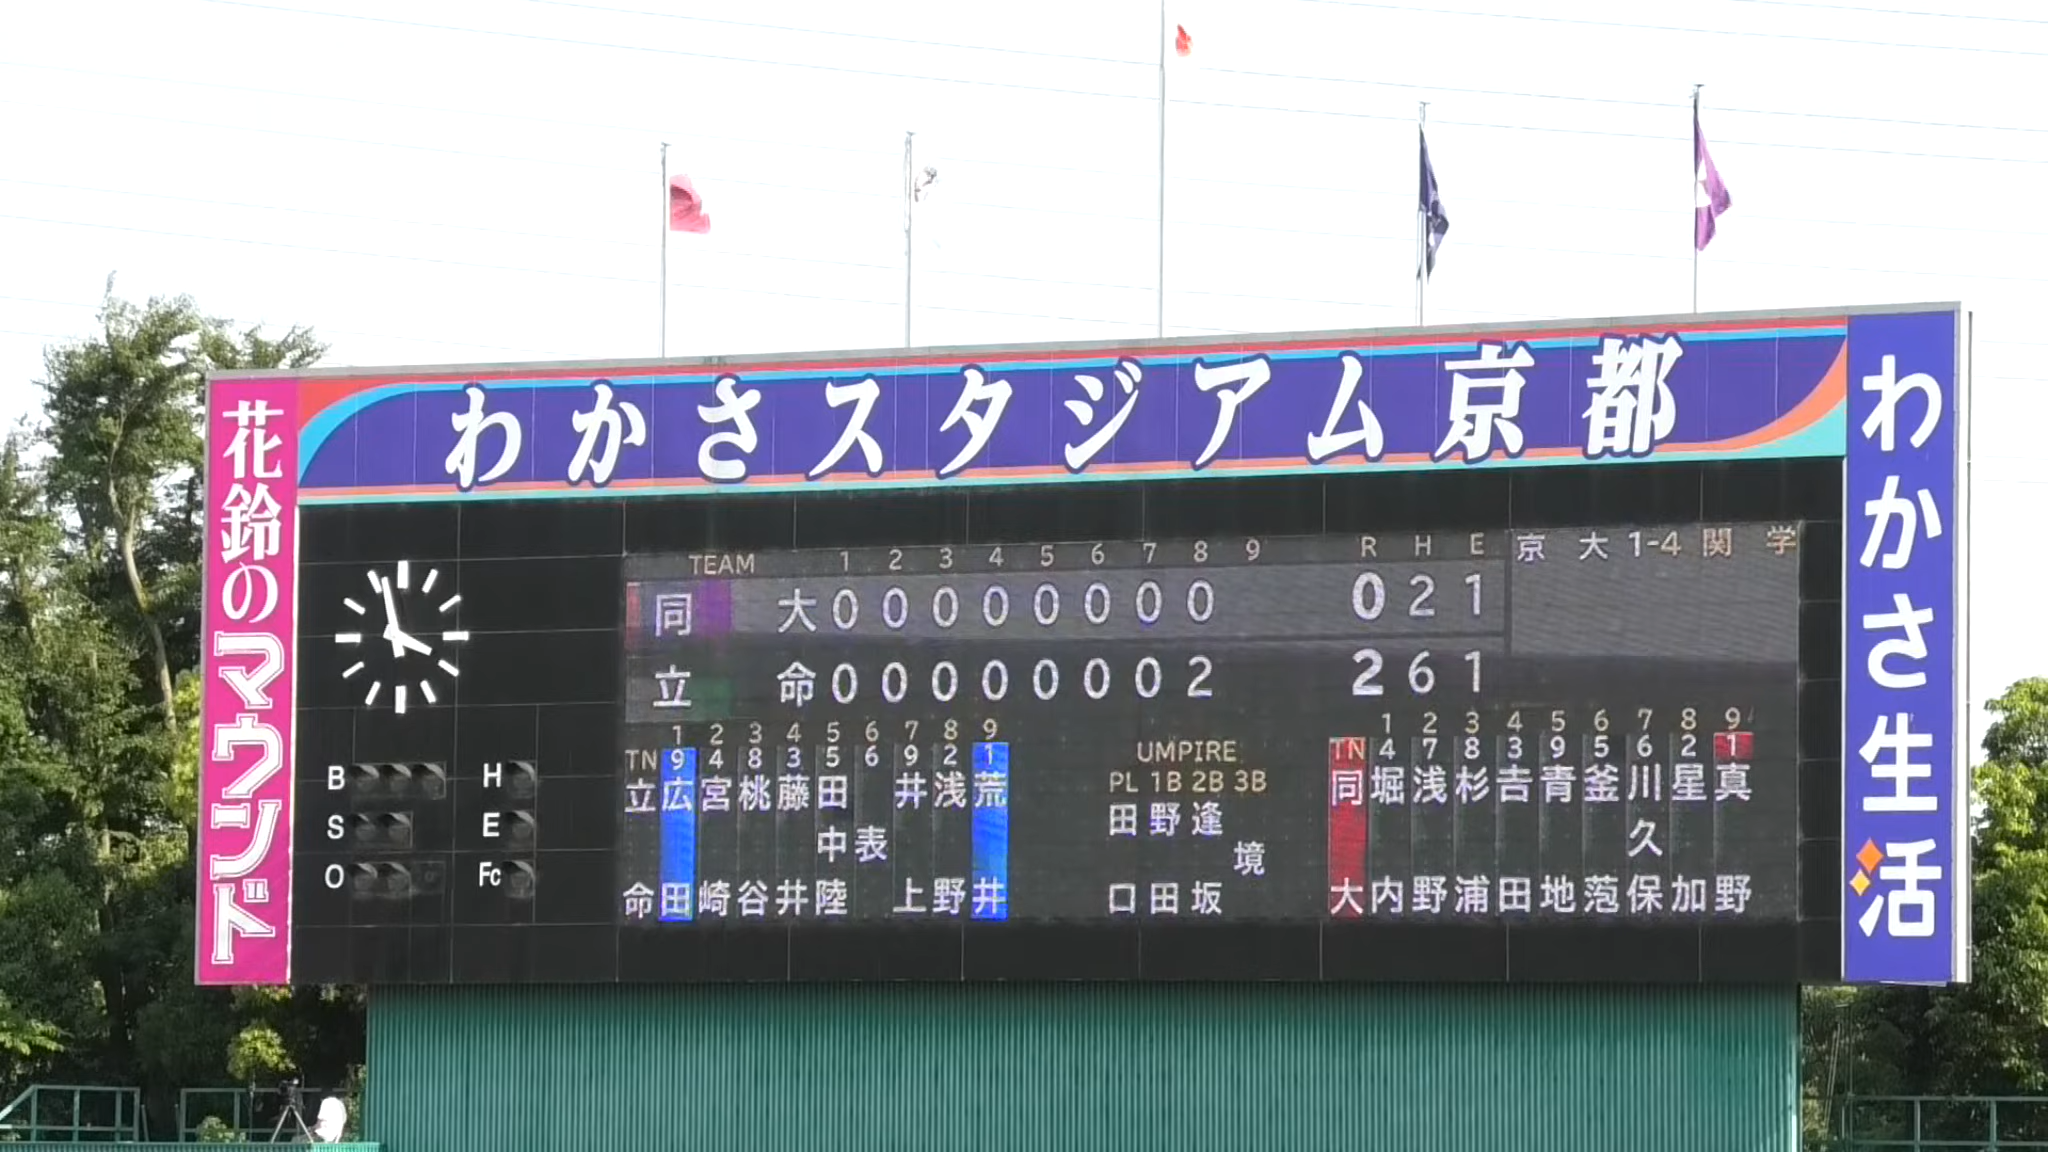 わかさスタジアム京都
花鈴のマウンド
わかさ生活
TEAM 1 2 3 4 5 6 7 8 9 R H E
同大 0 0 0 0 0 0 0 0 0 2 1
立命 0 0 0 0 0 0 0 2 2 6 1
京大 1-4 関学
B H
S E
O Fc
1 2 3 4 5 6 7 8 9
TN 9 4 8 3 5 6 9 2 1
立命 広田 宮崎 桃谷 藤井 田中陸 表 井上 浅野 荒井
UMPIRE
PL 1B 2B 3B
田口 野田 逢坂 境
1 2 3 4 5 6 7 8 9
TN 4 7 8 3 9 5 6 2 1
同大 堀内 浅野 杉浦 吉田 青地 釜萢 川久保 星加 真野